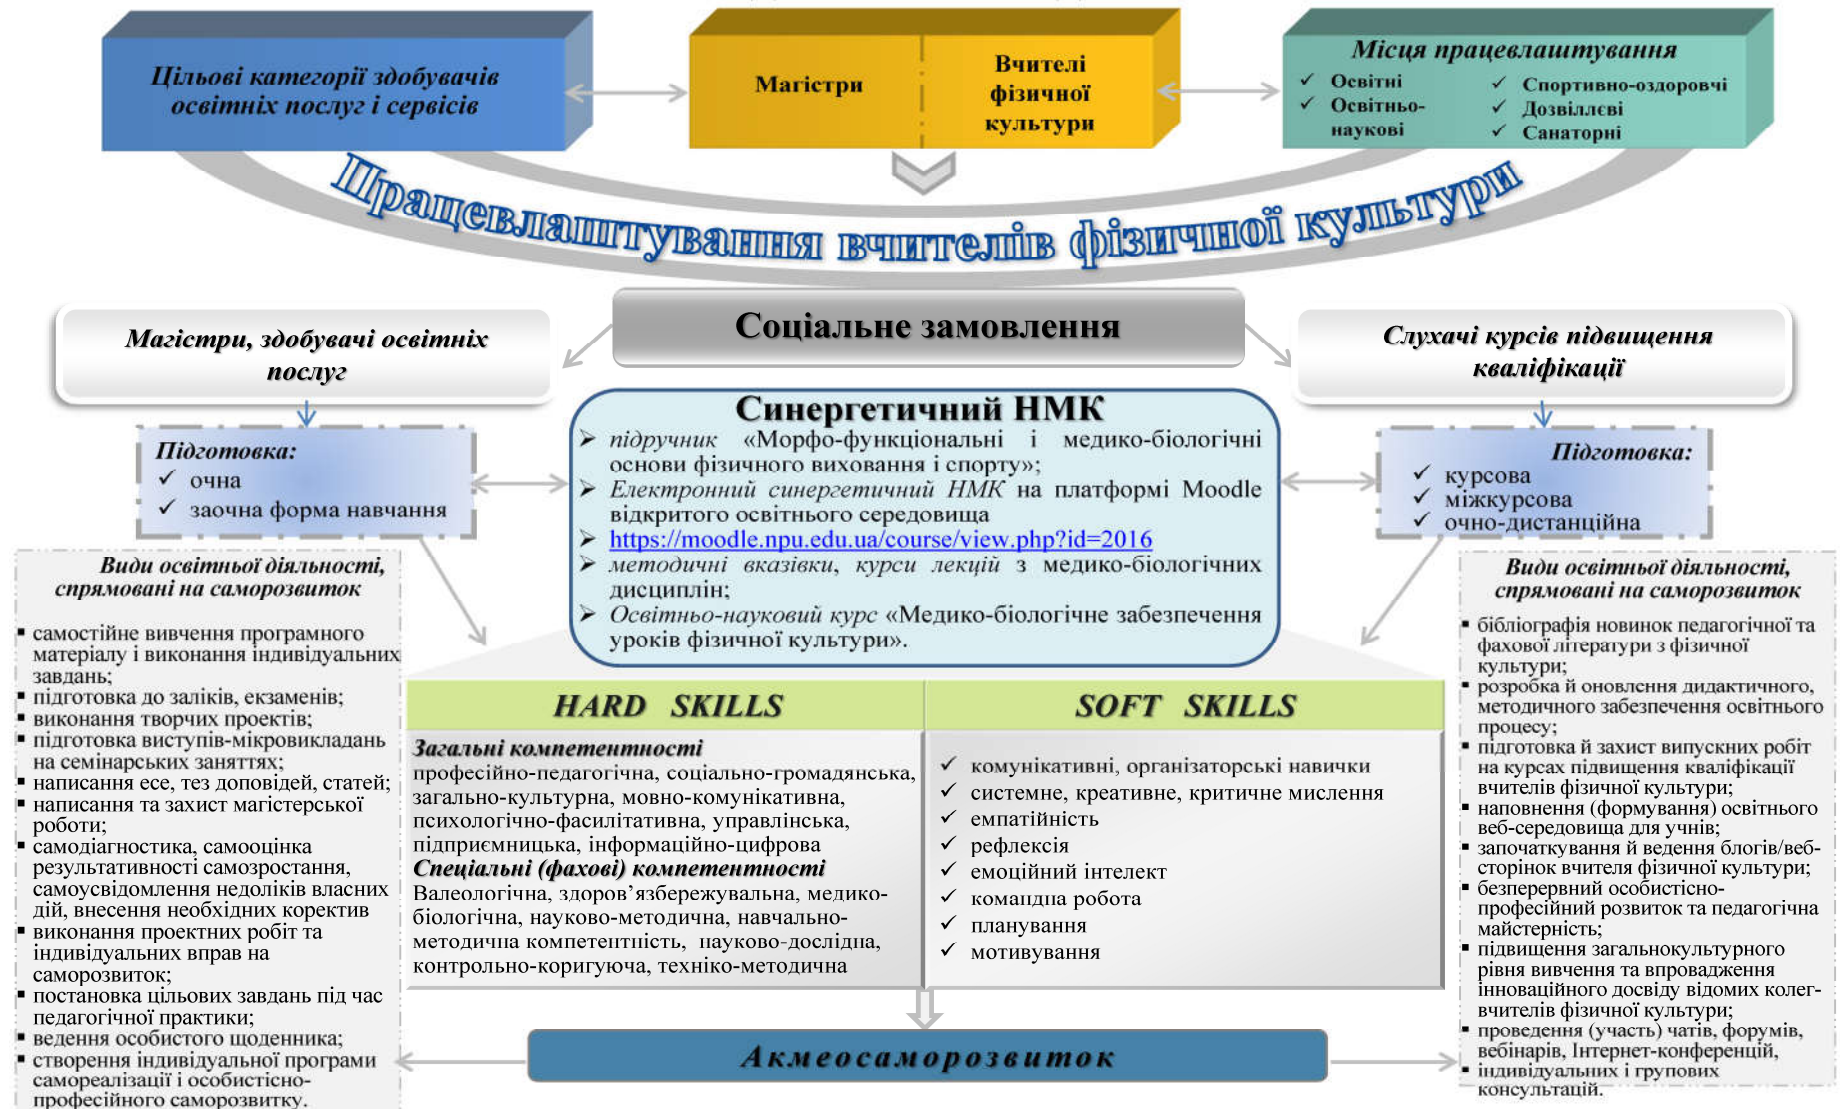 Цільові категорії здобувачів
освітніх послуг і сервісів
Магістри
Вчителі
фізичної
культури
Місця працевлаштування
✓ Освітні
✓ Освітньо-
наукові
✓ Спортивно-оздоровчі
✓ Дозвіллєві
✓ Санаторні
Працевлаштування вчителів фізичної культури
Соціальне замовлення
Магістри, здобувачі освітніх
послуг
Слухачі курсів підвищення
кваліфікації
Підготовка:
✓ очна
✓ заочна форма навчання
Синергетичний НМК
➢ підручник «Морфо-функціональні і медико-біологічні
основи фізичного виховання і спорту»;
➢ Електронний синергетичний НМК на платформі Moodle
відкритого освітнього середовища
➢ https://moodle.npu.edu.ua/course/view.php?id=2016
➢ методичні вказівки, курси лекцій з медико-біологічних
дисциплін;
➢ Освітньо-науковий курс «Медико-біологічне забезпечення
уроків фізичної культури».
Підготовка:
✓ курсова
✓ міжкурсова
✓ очно-дистанційна
Види освітньої діяльності,
спрямовані на саморозвиток
▪ самостійне вивчення програмного
матеріалу і виконання індивідуальних
завдань;
▪ підготовка до заліків, екзаменів;
▪ виконання творчих проектів;
▪ підготовка виступів-мікровикладань
на семінарських заняттях;
▪ написання есе, тез доповідей, статей;
▪ написання та захист магістерської
роботи;
▪ самодіагностика, самооцінка
результативності самозростання,
самоусвідомлення недоліків власних
дій, внесення необхідних коректив
▪ виконання проектних робіт та
індивідуальних вправ на
саморозвиток;
▪ постановка цільових завдань під час
педагогічної практики;
▪ ведення особистого щоденника;
▪ створення індивідуальної програми
самореалізації і особистісно-
професійного саморозвитку.
HARD SKILLS
Загальні компетентності
професійно-педагогічна, соціально-громадянська,
загально-культурна, мовно-комунікативна,
психологічно-фасилітативна, управлінська,
підприємницька, інформаційно-цифрова
Спеціальні (фахові) компетентності
Валеологічна, здоров’язбережувальна, медико-
біологічна, науково-методична, навчально-
методична компетентність, науково-дослідна,
контрольно-коригуюча, техніко-методична
SOFT SKILLS
✓ комунікативні, організаторські навички
✓ системне, креативне, критичне мислення
✓ емпатійність
✓ рефлексія
✓ емоційний інтелект
✓ командна робота
✓ планування
✓ мотивування
Види освітньої діяльності,
спрямовані на саморозвиток
▪ бібліографія новинок педагогічної та
фахової літератури з фізичної
культури;
▪ розробка й оновлення дидактичного,
методичного забезпечення освітнього
процесу;
▪ підготовка й захист випускних робіт
на курсах підвищення кваліфікації
вчителів фізичної культури;
▪ наповнення (формування) освітнього
веб-середовища для учнів;
▪ започаткування й ведення блогів/веб-
сторінок вчителя фізичної культури;
▪ безперервний особистісно-
професійний розвиток та педагогічна
майстерність;
▪ підвищення загальнокультурного
рівня вивчення та впровадження
інноваційного досвіду відомих колег-
вчителів фізичної культури;
▪ проведення (участь) чатів, форумів,
вебінарів, Інтернет-конференцій,
▪ індивідуальних і групових
консультацій.
Акмеосаморозвиток